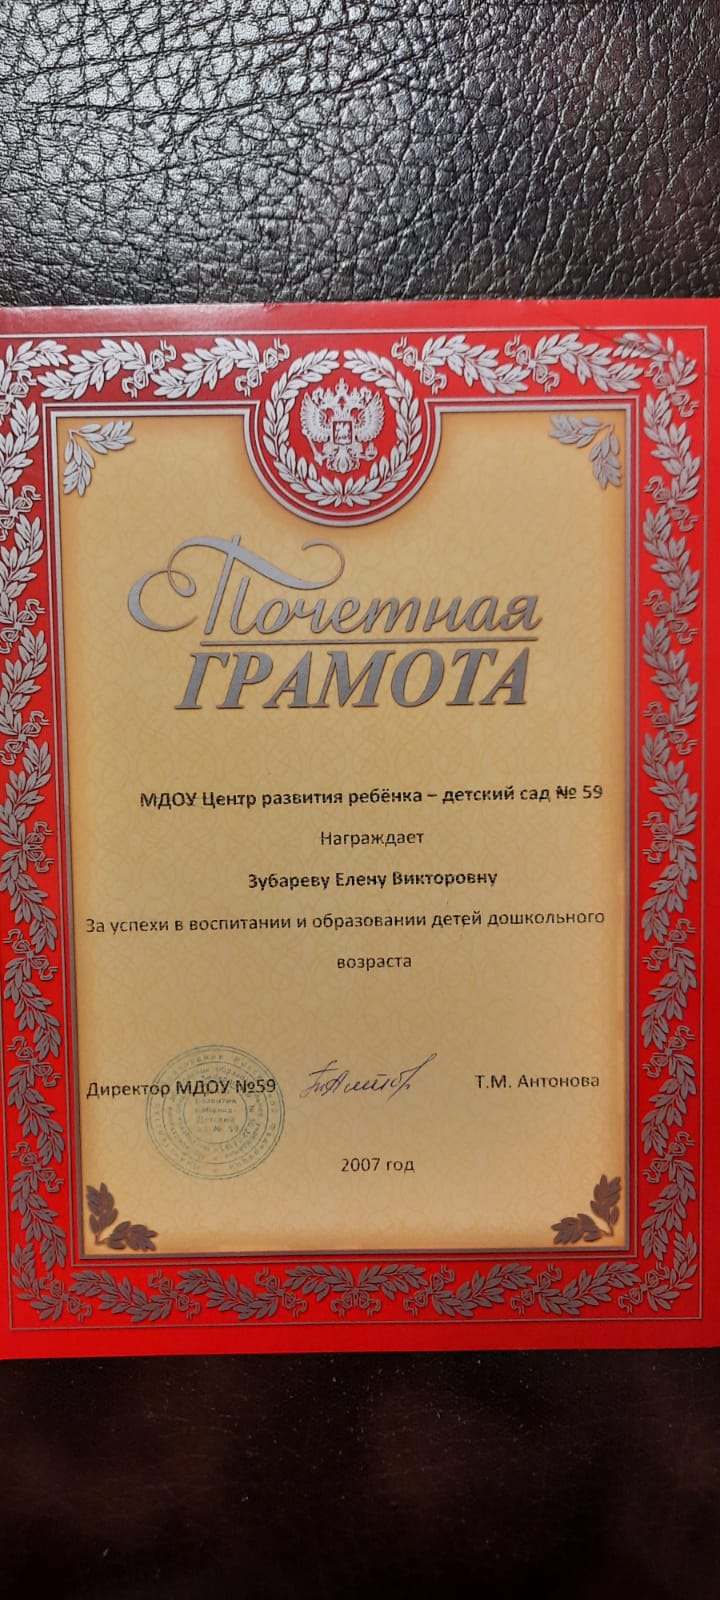 Почетная
ГРАМОТА
МДОУ Центр развития ребёнка – детский сад № 59
Награждает
Зубареву Елену Викторовну
За успехи в воспитании и образовании детей дошкольного
возраста
Директор МДОУ №59 Т.М. Антонова
2007 год